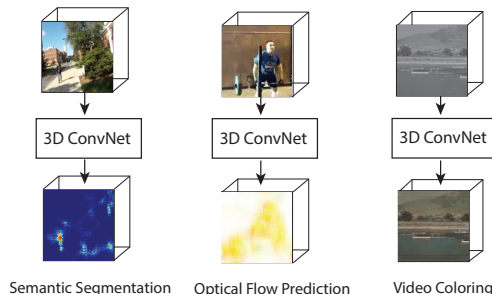 3D ConvNet
3D ConvNet
3D ConvNet
Semantic Segmentation
Optical Flow Prediction
Video Coloring